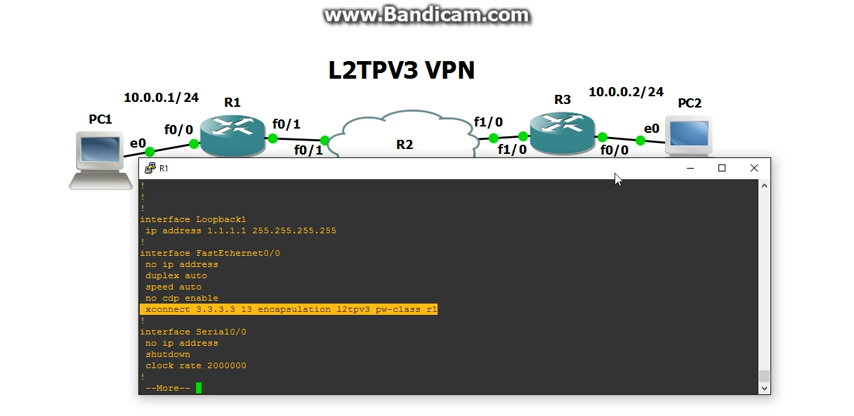 www.Bandicam.com
L2TPV3 VPN
10.0.0.1/24
R1
R3
10.0.0.2/24
PC1
PC2
e0
f0/0
f0/1
f0/1
R2
f1/0
f1/0
f0/0
e0
R1
!
!
!
interface Loopback1
ip address 1.1.1.1 255.255.255.255
!
interface FastEthernet0/0
no ip address
duplex auto
speed auto
no cdp enable
xconnect 3.3.3.3 13 encapsulation l2tpv3 pw-class r1
!
interface Serial0/0
no ip address
shutdown
clock rate 2000000
!
--More--